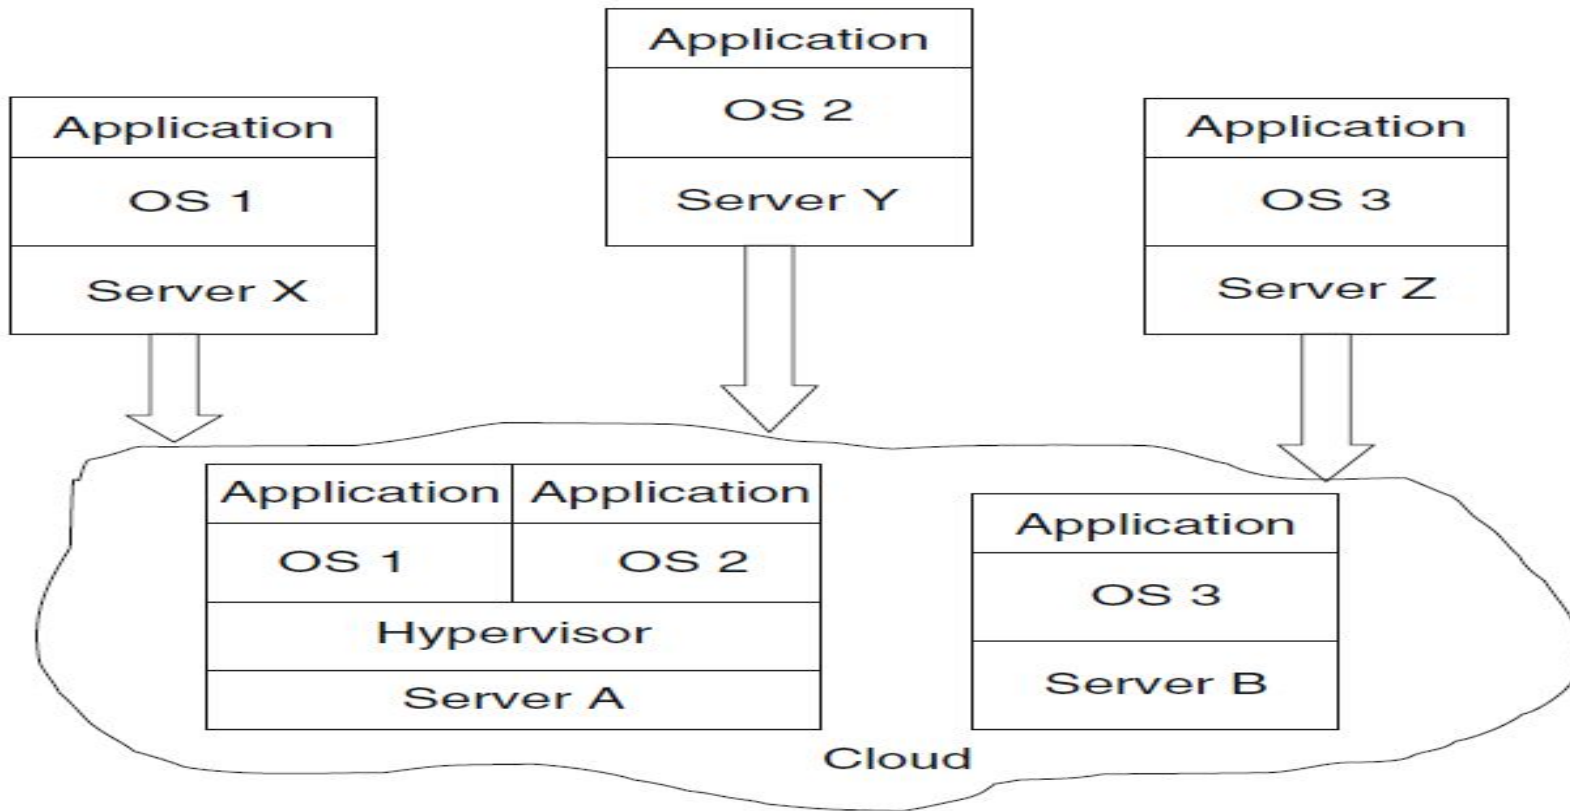 Application
OS 1
Server X
Application
OS 2
Server Y
Application
OS 3
Server Z
Application
Application
OS 1
OS 2
Hypervisor
Server A
Application
OS 3
Server B
Cloud